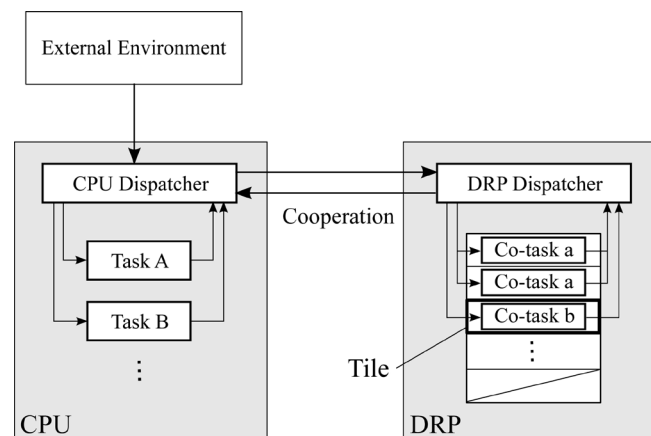 External Environment
CPU Dispatcher
DRP Dispatcher
Cooperation
Task A
Task B
⋮
Co-task a
Co-task a
Co-task b
⋮
Tile
CPU
DRP